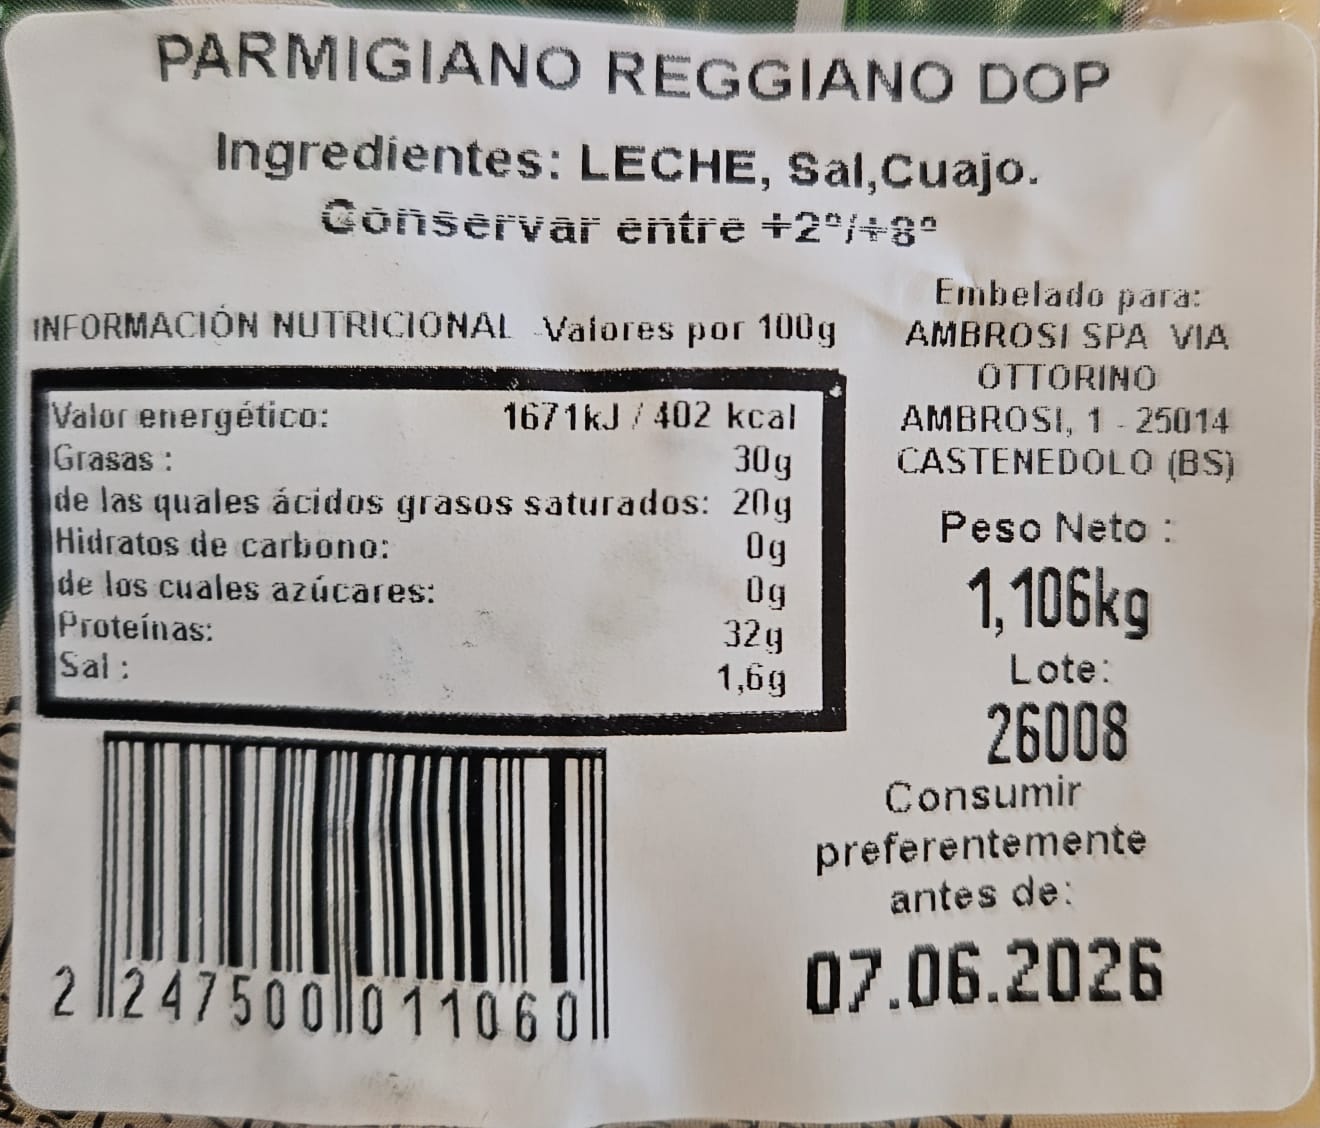 PARMIGIANO REGGIANO DOP
Ingredientes: LECHE, Sal,Cuajo.
Conservar entre +2º/+8º
INFORMACIÓN NUTRICIONAL Valores por 100g
Valor energético: 1671kJ / 402 kcal
Grasas : 30g
de las quales ácidos grasos saturados: 20g
Hidratos de carbono: 0g
de los cuales azúcares: 0g
Proteínas: 32g
Sal : 1,6g
2 247500 011060
Embelado para:
AMBROSI SPA VIA
OTTORINO
AMBROSI, 1 - 25014
CASTENEDOLO (BS)
Peso Neto :
1,106kg
Lote:
26008
Consumir
preferentemente
antes de:
07.06.2026